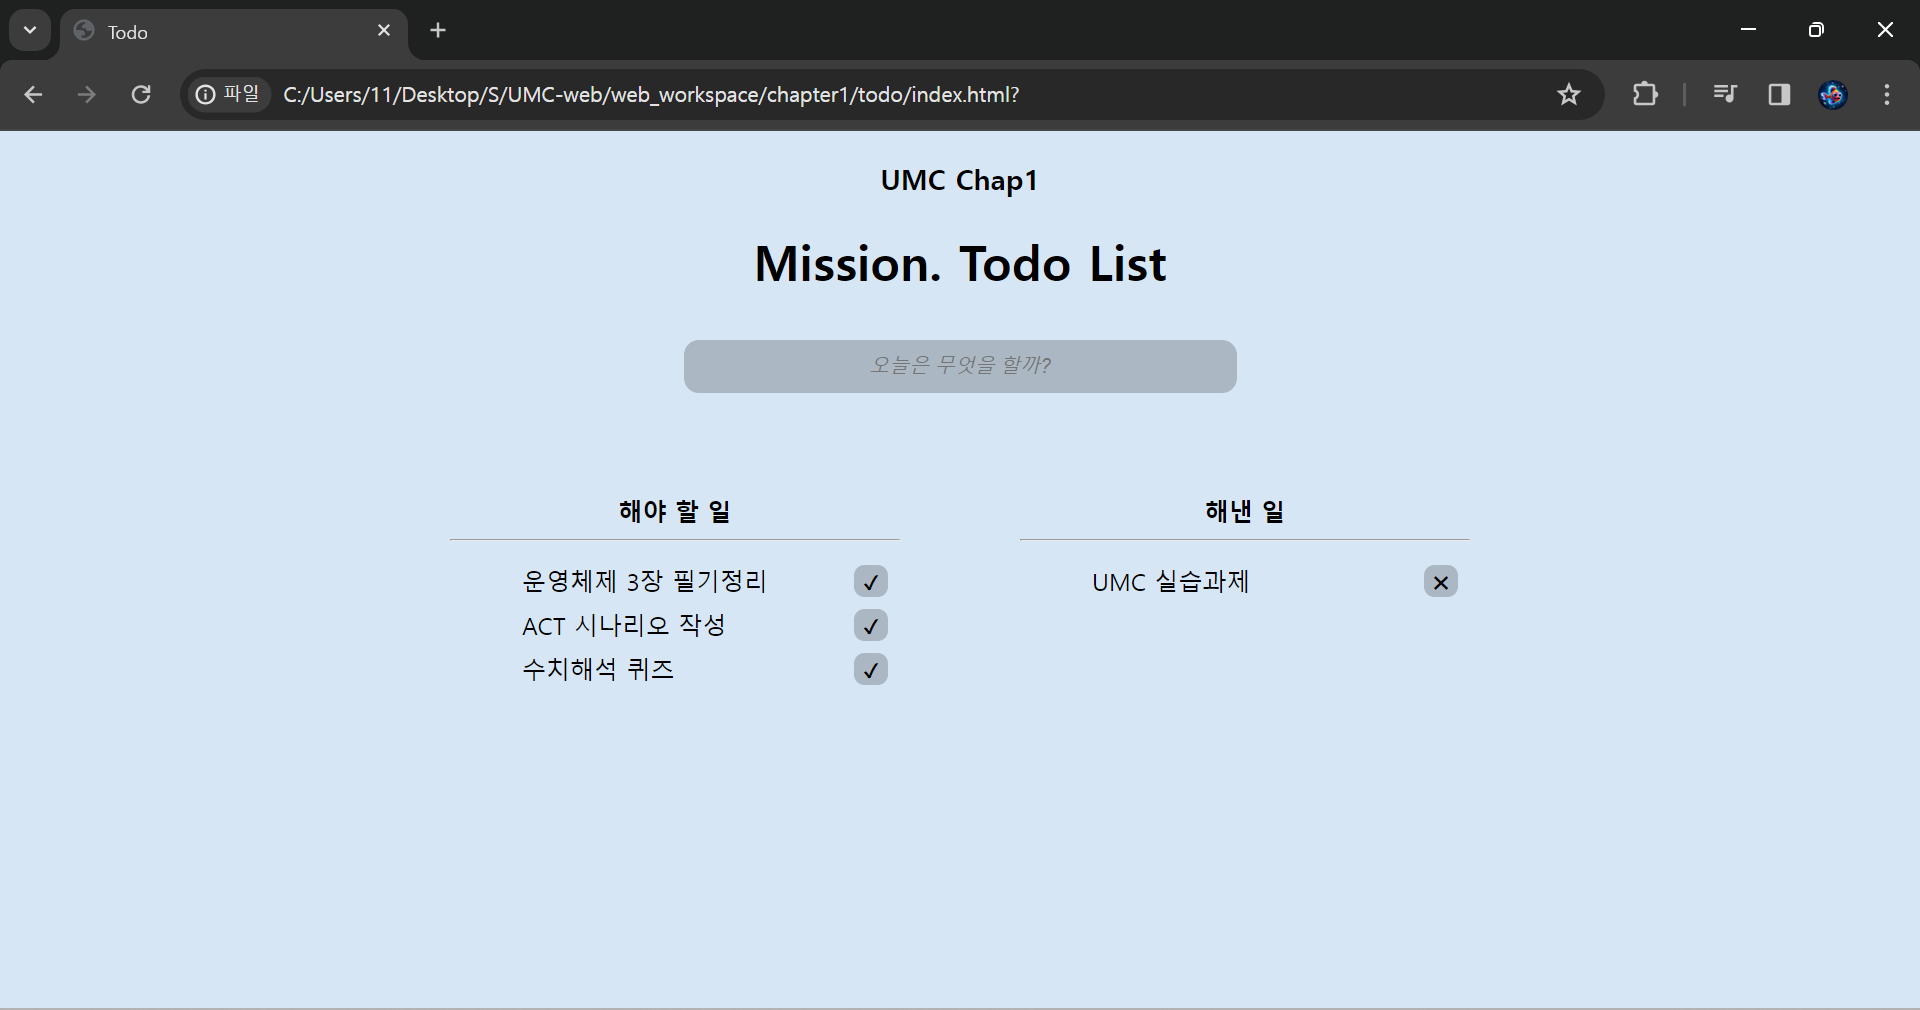 Todo
파일 C:/Users/11/Desktop/S/UMC-web/web_workspace/chapter1/todo/index.html?
UMC Chap1
Mission. Todo List
오늘은 무엇을 할까?
해야 할 일
운영체제 3장 필기정리
ACT 시나리오 작성
수치해석 퀴즈
해낸 일
UMC 실습과제